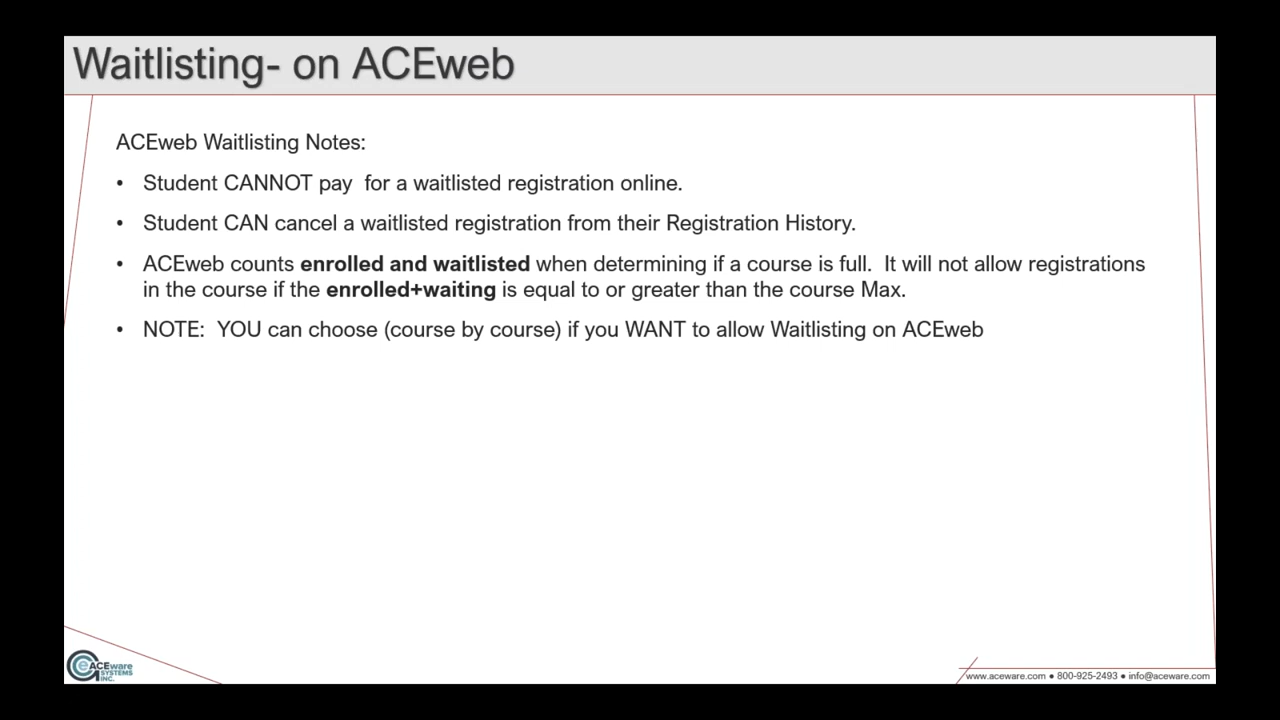 Waitlisting- on ACEweb
ACEweb Waitlisting Notes:
• Student CANNOT pay  for a waitlisted registration online.
• Student CAN cancel a waitlisted registration from their Registration History.
• ACEweb counts enrolled and waitlisted when determining if a course is full.  It will not allow registrations
in the course if the enrolled+waiting is equal to or greater than the course Max.
• NOTE:  YOU can choose (course by course) if you WANT to allow Waitlisting on ACEweb
ACEware
SYSTEMS
INC.
www.aceware.com ● 800-925-2493 ● info@aceware.com